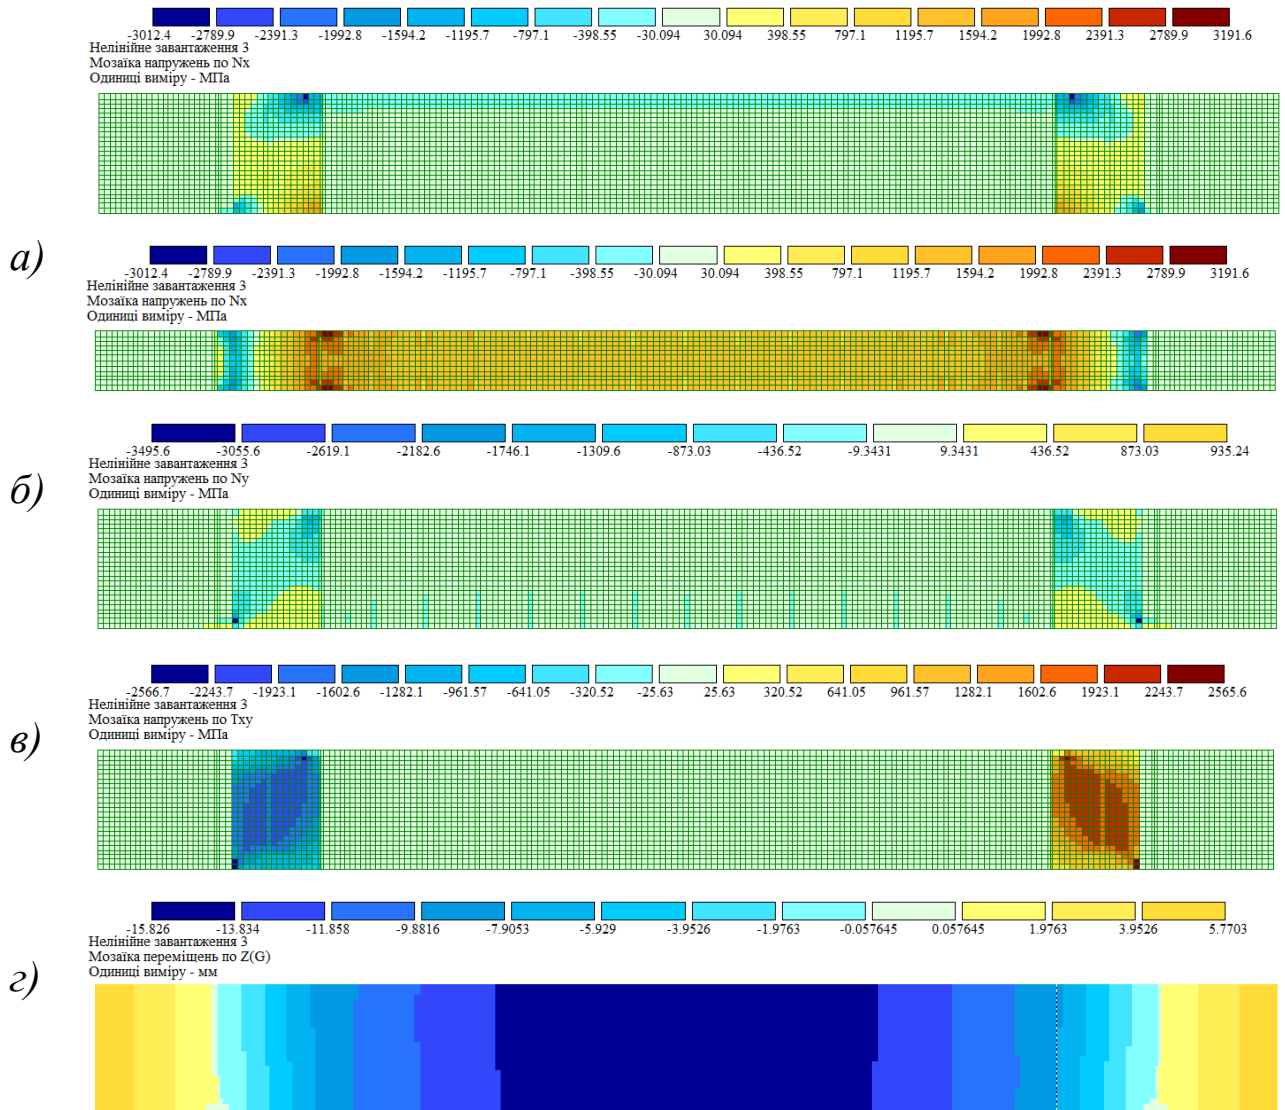 -3012.4 -2789.9 -2391.3 -1992.8 -1594.2 -1195.7 -797.1 -398.55 -30.094 30.094 398.55 797.1 1195.7 1594.2 1992.8 2391.3 2789.9 3191.6
Нелінійне завантаження 3
Мозаїка напружень по Nx
Одиниці виміру - МПа
а)
-3012.4 -2789.9 -2391.3 -1992.8 -1594.2 -1195.7 -797.1 -398.55 -30.094 30.094 398.55 797.1 1195.7 1594.2 1992.8 2391.3 2789.9 3191.6
Нелінійне завантаження 3
Мозаїка напружень по Nx
Одиниці виміру - МПа
-3495.6 -3055.6 -2619.1 -2182.6 -1746.1 -1309.6 -873.03 -436.52 -9.3431 9.3431 436.52 873.03 935.24
Нелінійне завантаження 3
Мозаїка напружень по Ny
Одиниці виміру - МПа
б)
-2566.7 -2243.7 -1923.1 -1602.6 -1282.1 -961.57 -641.05 -320.52 -25.63 25.63 320.52 641.05 961.57 1282.1 1602.6 1923.1 2243.7 2565.6
Нелінійне завантаження 3
Мозаїка напружень по Txy
Одиниці виміру - МПа
в)
-15.826 -13.834 -11.858 -9.8816 -7.9053 -5.929 -3.9526 -1.9763 -0.057645 0.057645 1.9763 3.9526 5.7703
Нелінійне завантаження 3
Мозаїка переміщень по Z(G)
Одиниці виміру - мм
г)